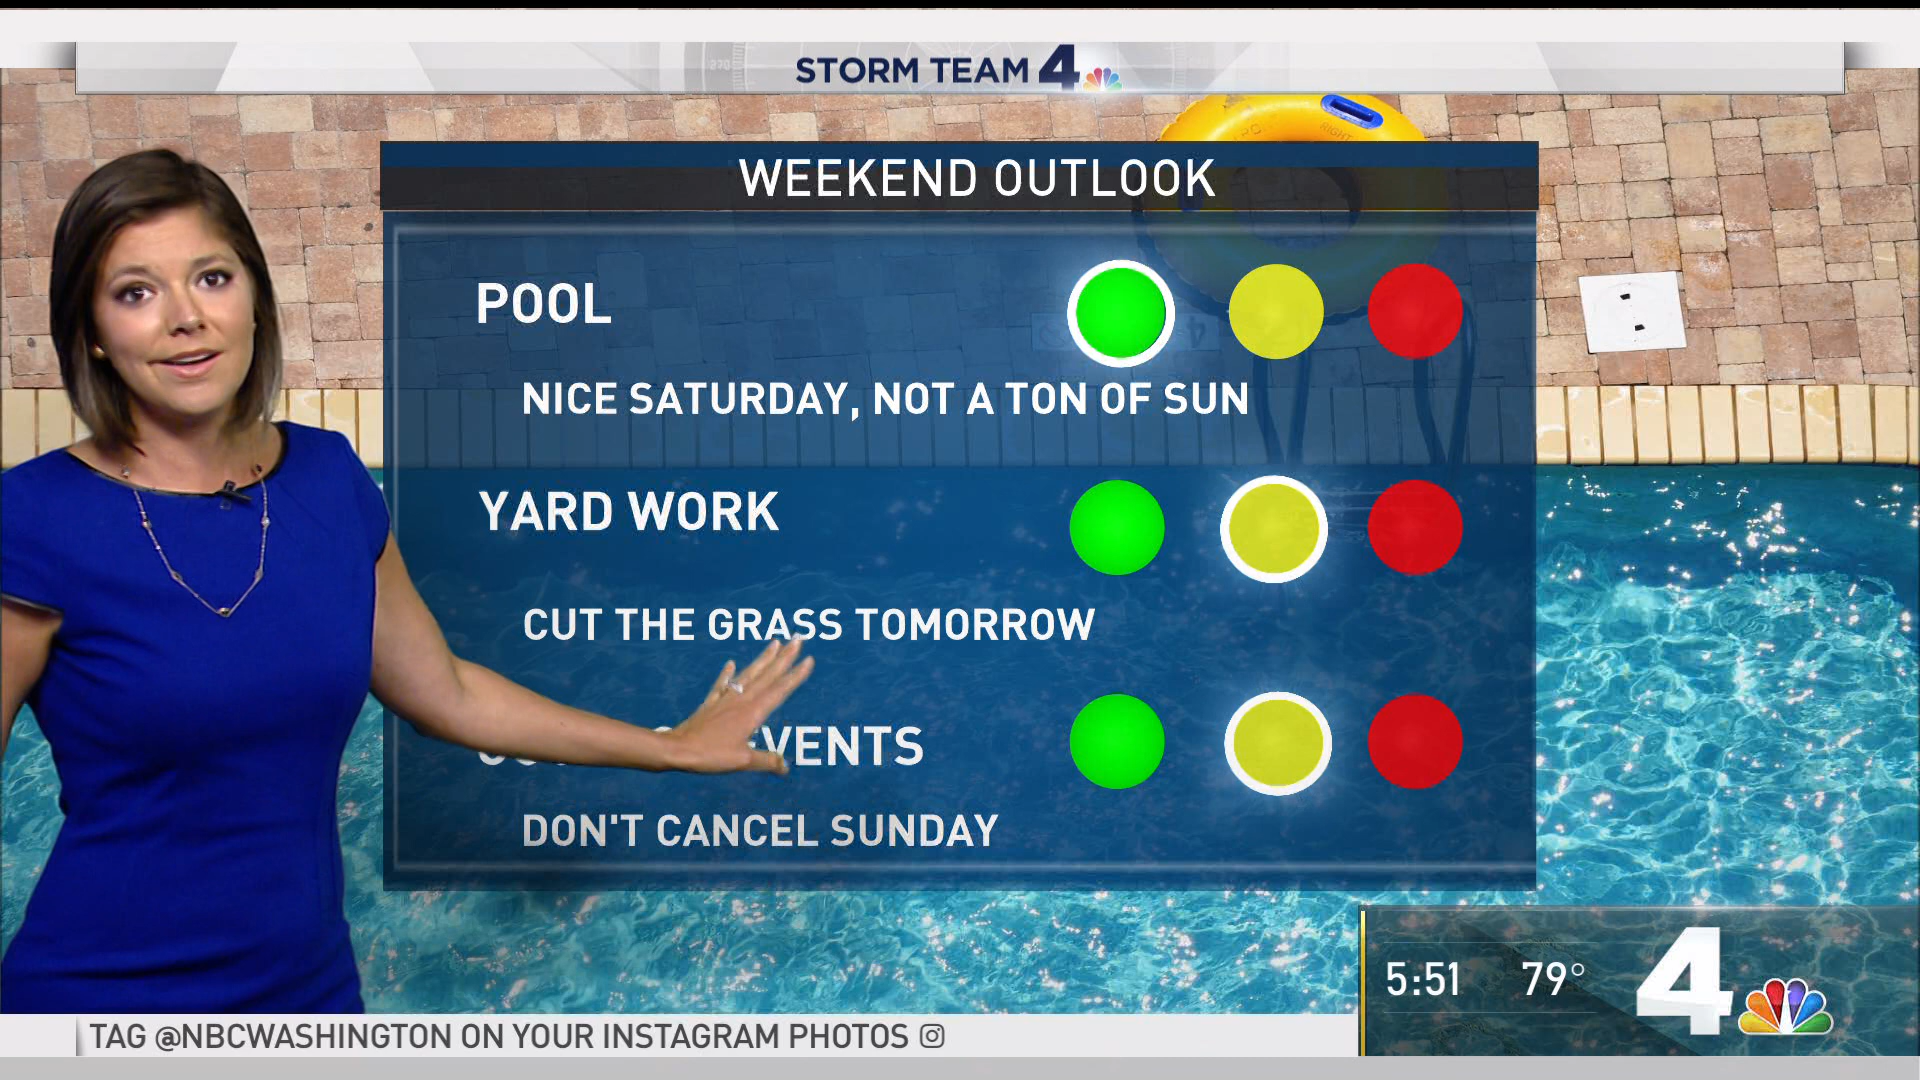 STORM TEAM 4
WEEKEND OUTLOOK
POOL
NICE SATURDAY, NOT A TON OF SUN
YARD WORK
CUT THE GRASS TOMORROW
DON'T CANCEL SUNDAY
5:51 79° 4
TAG @NBCWASHINGTON ON YOUR INSTAGRAM PHOTOS